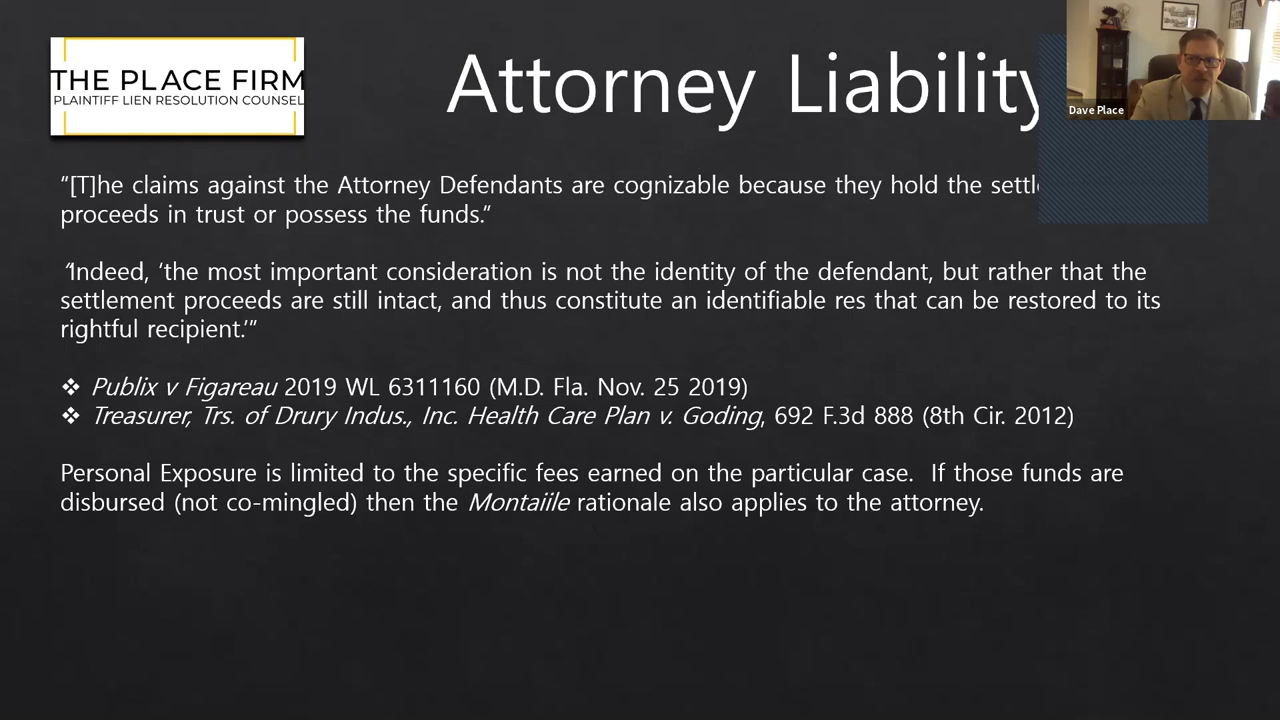 THE PLACE FIRM
PLAINTIFF LIEN RESOLUTION COUNSEL
Attorney Liability
Dave Place
“[T]he claims against the Attorney Defendants are cognizable because they hold the
proceeds in trust or possess the funds.”
“Indeed, ‘the most important consideration is not the identity of the defendant, but rather that the
settlement proceeds are still intact, and thus constitute an identifiable res that can be restored to its
rightful recipient.’”
❖ Publix v Figareau 2019 WL 6311160 (M.D. Fla. Nov. 25 2019)
❖ Treasurer, Trs. of Drury Indus., Inc. Health Care Plan v. Goding, 692 F.3d 888 (8th Cir. 2012)
Personal Exposure is limited to the specific fees earned on the particular case. If those funds are
disbursed (not co-mingled) then the Montaiile rationale also applies to the attorney.